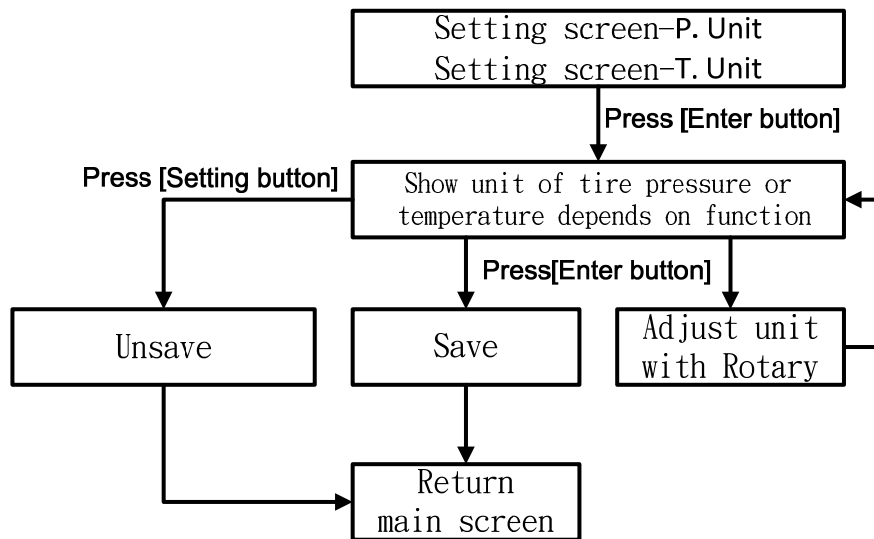 Setting screen-P. Unit
Setting screen-T. Unit
Press [Enter button]
Press [Setting button]
Show unit of tire pressure or
temperature depends on function
Press[Enter button]
Unsave
Save
Adjust unit
with Rotary
Return
main screen